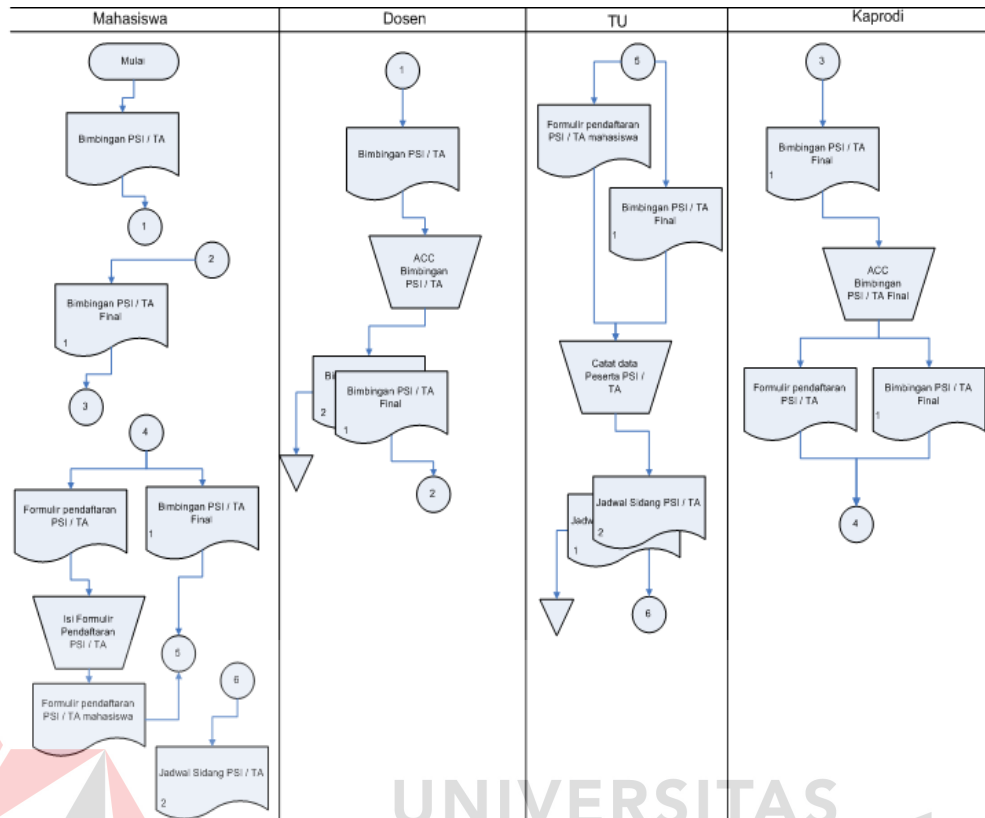 Mahasiswa
Dosen
TU
Kaprodi
Mulai
Bimbingan PSI / TA
1
2
Bimbingan PSI / TA
Final
1
3
4
Formulir pendaftaran
PSI / TA
Bimbingan PSI / TA
Final
1
Isi Formulir
Pendaftaran
PSI / TA
5
Formulir pendaftaran
PSI / TA mahasiswa
6
Jadwal Sidang PSI / TA
2
1
Bimbingan PSI / TA
ACC
Bimbingan
PSI / TA
Bi
2
Bimbingan PSI / TA
Final
1
2
5
Formulir pendaftaran
PSI / TA mahasiswa
Bimbingan PSI / TA
Final
1
Catat data
Peserta PSI /
TA
Jadwal Sidang PSI / TA
2
Jadw
1
6
3
Bimbingan PSI / TA
Final
1
ACC
Bimbingan
PSI / TA Final
Formulir pendaftaran
PSI / TA
Bimbingan PSI / TA
Final
1
4
UNIVERSITAS